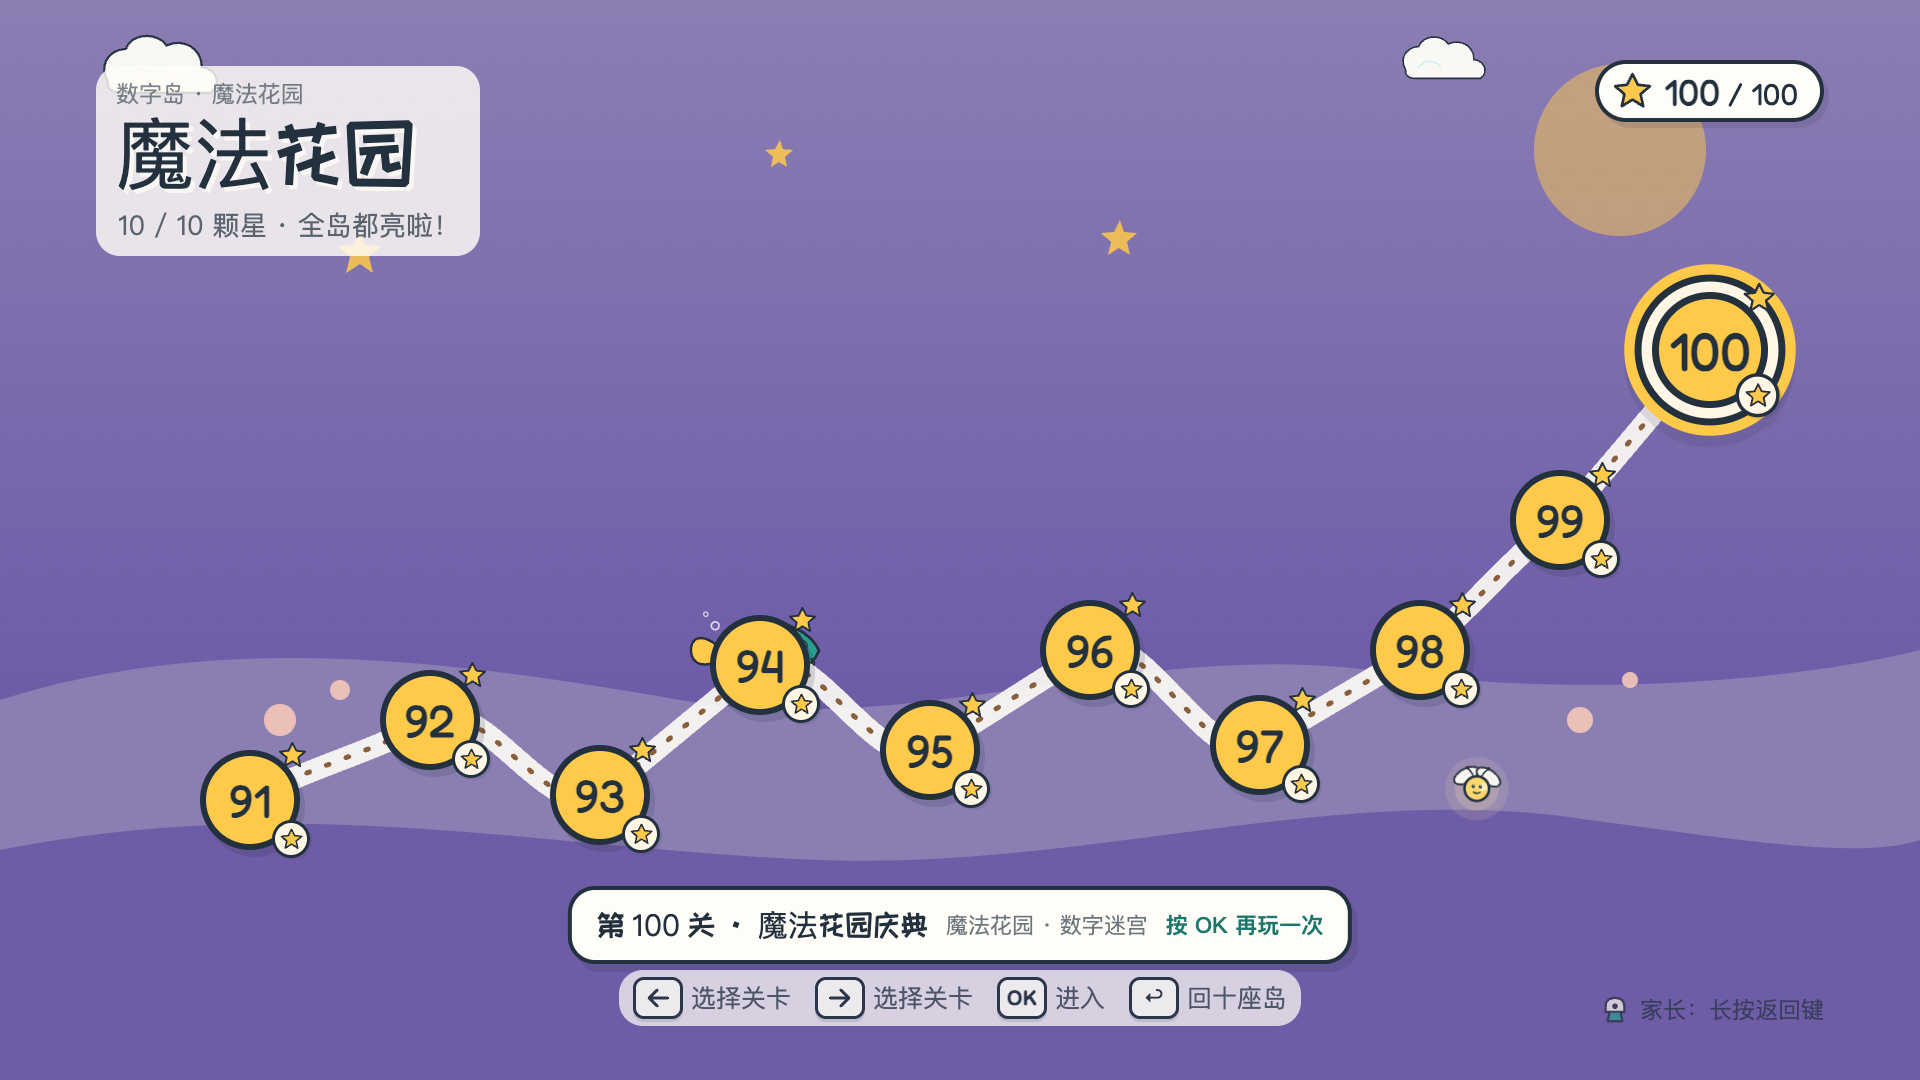 数字岛 · 魔法花园
魔法花园
10 / 10 颗星 · 全岛都亮啦!
100 / 100
100
99
98
97
96
95
94
93
92
91
第 100 关 · 魔法花园庆典 魔法花园 · 数字迷宫 按 OK 再玩一次
← 选择关卡 → 选择关卡 OK 进入 ↩ 回十座岛
家长：长按返回键